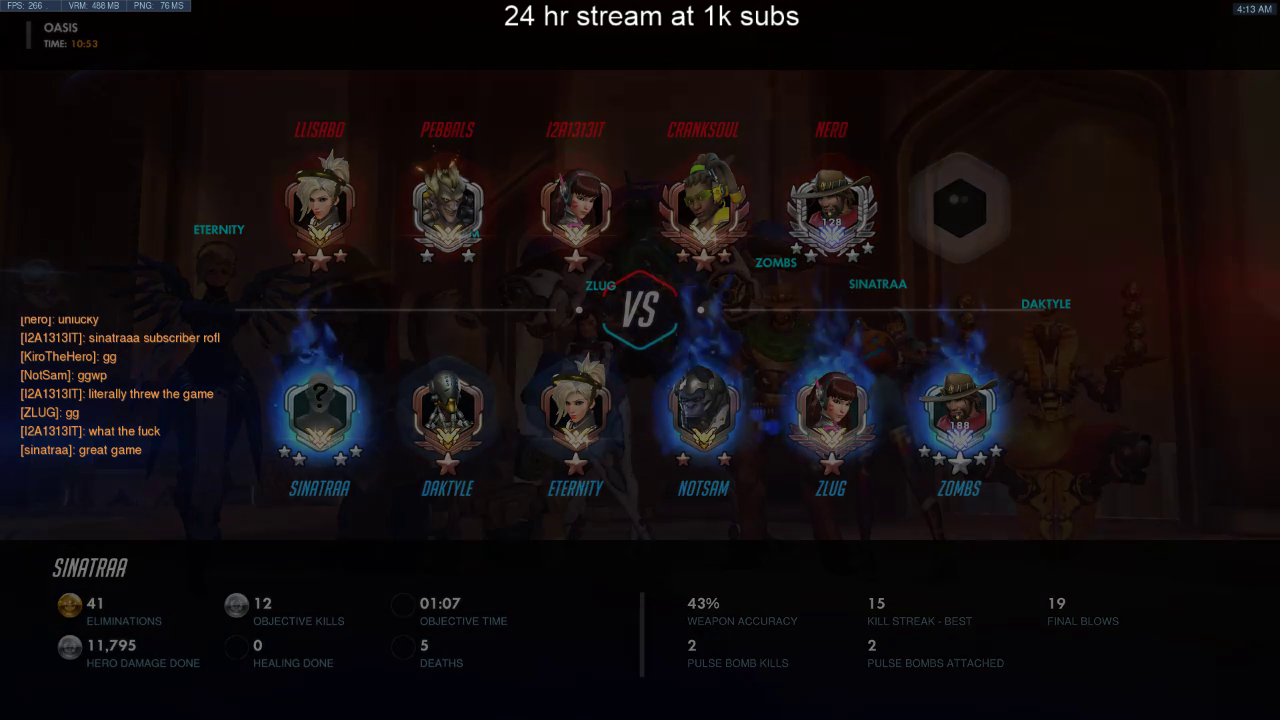 FPS: 266 VRM: 488 MB PNG: 76 MS
24 hr stream at 1k subs
4:13 AM
OASIS
TIME: 10:53
LLISABO PEBBALS I2A1313IT CRANKSOUL NERO
128
ETERNITY
ZOMBS
ZLUG
SINATRAA
DAKTYLE
VS
[nero]: unlucky
[I2A1313IT]: sinatraaa subscriber rofl
[KiroTheHero]: gg
[NotSam]: ggwp
[I2A1313IT]: literally threw the game
[ZLUG]: gg
[I2A1313IT]: what the fuck
[sinatraa]: great game
?
188
SINATRAA DAKTYLE ETERNITY NOTSAM ZLUG ZOMBS
SINATRAA
41 12 01:07 43% 15 19
ELIMINATIONS OBJECTIVE KILLS OBJECTIVE TIME WEAPON ACCURACY KILL STREAK - BEST FINAL BLOWS
11,795 0 5 2 2
HERO DAMAGE DONE HEALING DONE DEATHS PULSE BOMB KILLS PULSE BOMBS ATTACHED